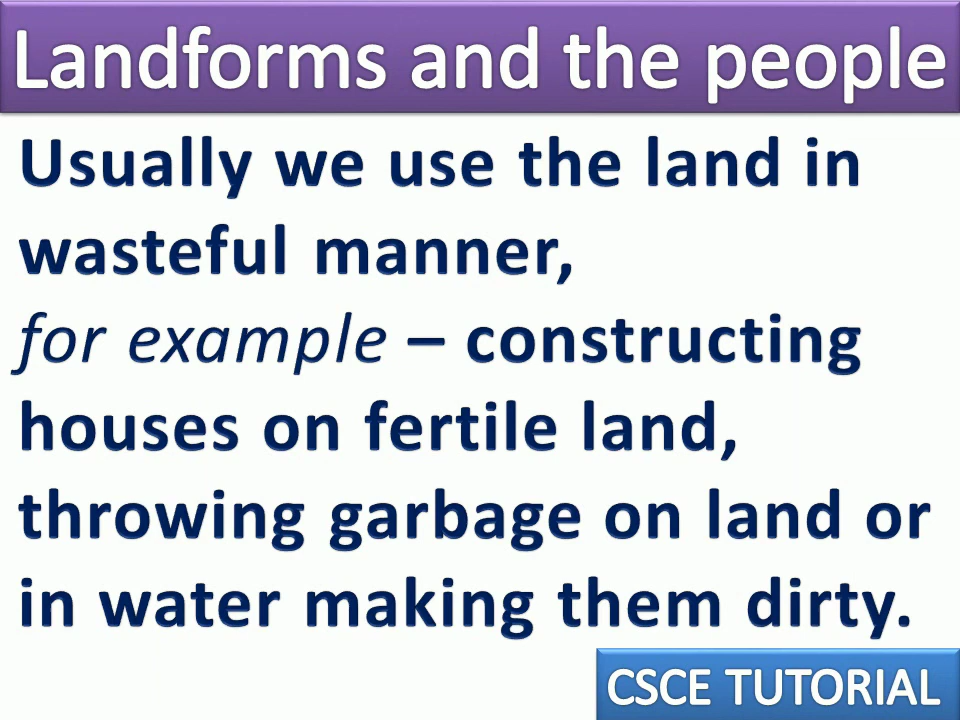 Landforms and the people
Usually we use the land in
wasteful manner,
for example – constructing
houses on fertile land,
throwing garbage on land or
in water making them dirty.
CSCE TUTORIAL